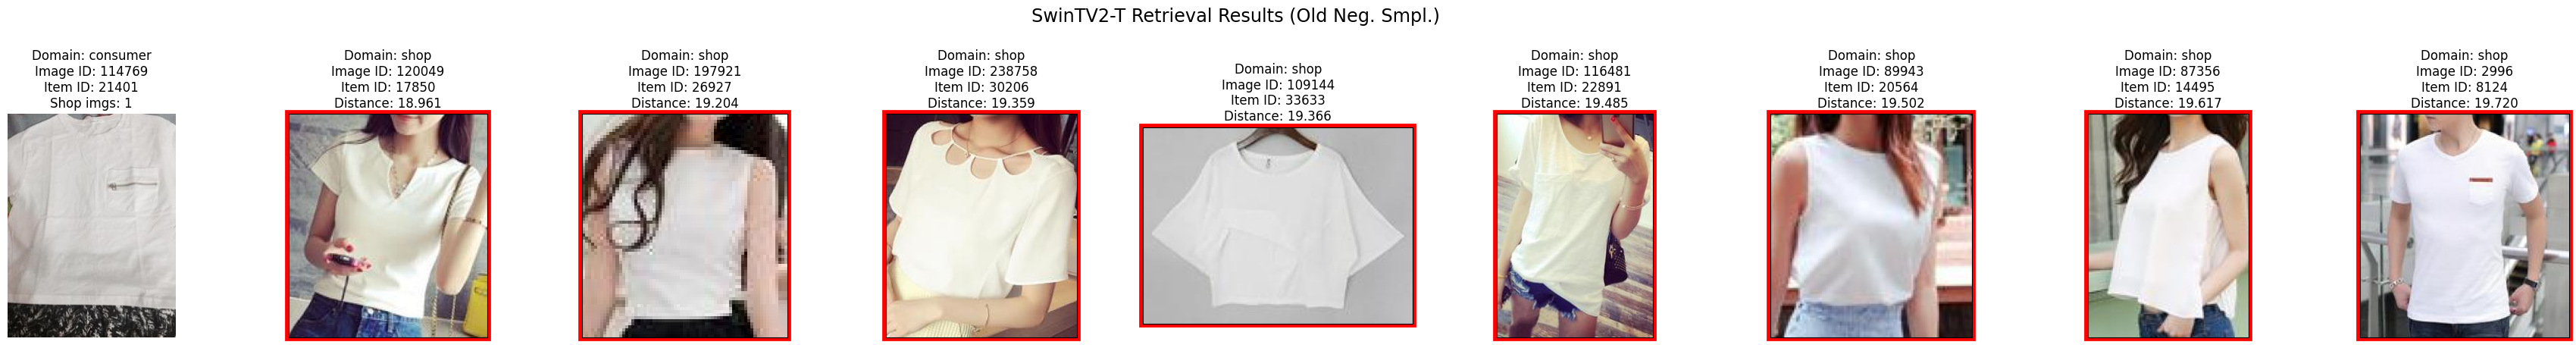 SwinTV2-T Retrieval Results (Old Neg. Smpl.)
Domain: consumer
Image ID: 114769
Item ID: 21401
Shop imgs: 1
Domain: shop
Image ID: 120049
Item ID: 17850
Distance: 18.961
Domain: shop
Image ID: 197921
Item ID: 26927
Distance: 19.204
Domain: shop
Image ID: 238758
Item ID: 30206
Distance: 19.359
Domain: shop
Image ID: 109144
Item ID: 33633
Distance: 19.366
Domain: shop
Image ID: 116481
Item ID: 22891
Distance: 19.485
Domain: shop
Image ID: 89943
Item ID: 20564
Distance: 19.502
Domain: shop
Image ID: 87356
Item ID: 14495
Distance: 19.617
Domain: shop
Image ID: 2996
Item ID: 8124
Distance: 19.720